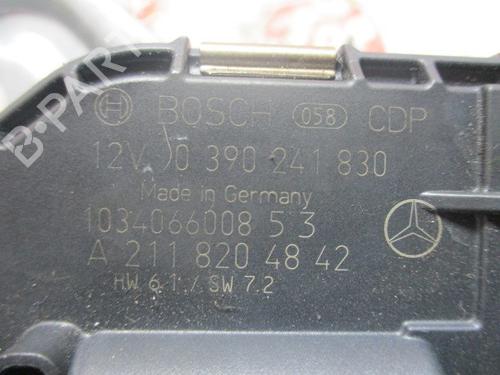 BOSCH 058 CDP
12V 0 390 241 830
Made in Germany
1034066008 5 3
A 211 820 48 42
HW 6.1 / SW 7.2
B-PARTS